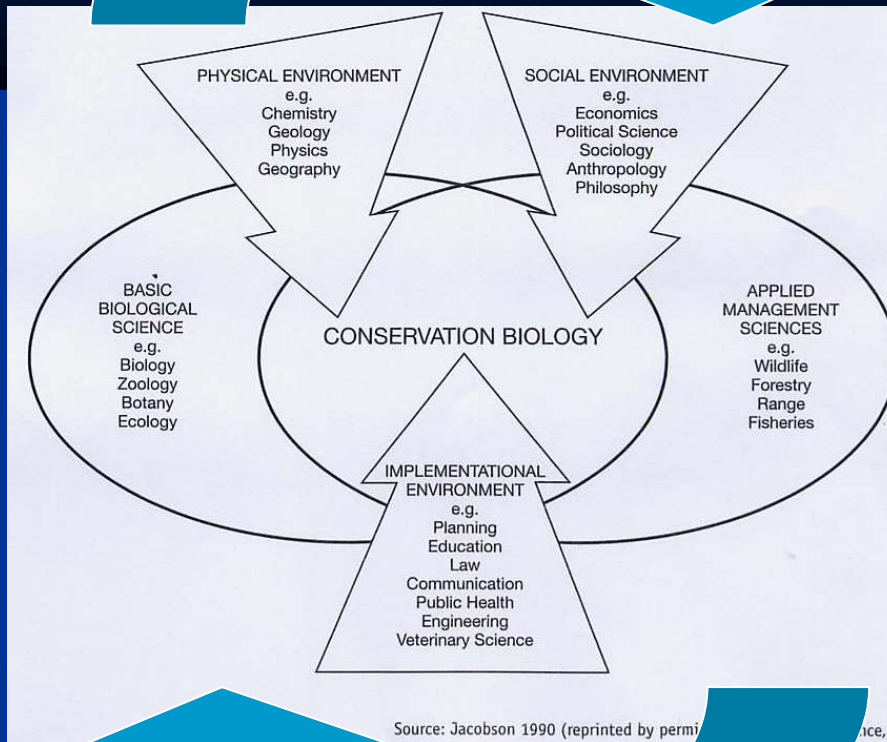 PHYSICAL ENVIRONMENT
e.g.
Chemistry
Geology
Physics
Geography
SOCIAL ENVIRONMENT
e.g.
Economics
Political Science
Sociology
Anthropology
Philosophy
BASIC
BIOLOGICAL
SCIENCE
e.g.
Biology
Zoology
Botany
Ecology
CONSERVATION BIOLOGY
APPLIED
MANAGEMENT
SCIENCES
e.g.
Wildlife
Forestry
Range
Fisheries
IMPLEMENTATIONAL
ENVIRONMENT
e.g.
Planning
Education
Law
Communication
Public Health
Engineering
Veterinary Science
Source: Jacobson 1990 (reprinted by